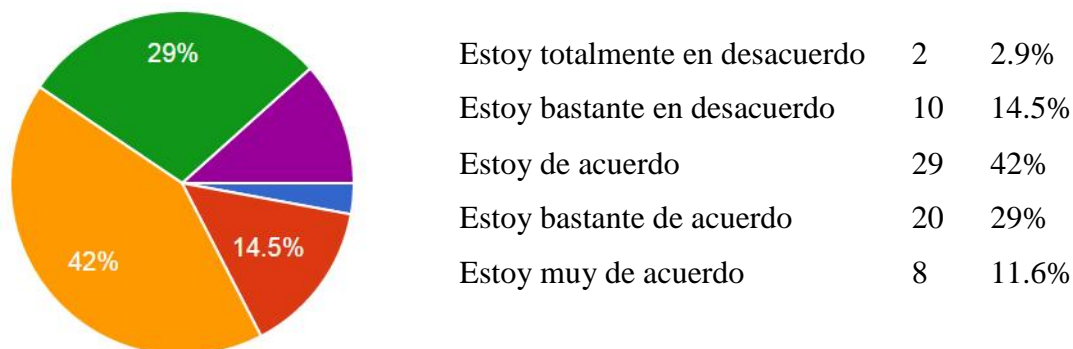 29%
42%
14.5%
Estoy totalmente en desacuerdo 2 2.9%
Estoy bastante en desacuerdo 10 14.5%
Estoy de acuerdo 29 42%
Estoy bastante de acuerdo 20 29%
Estoy muy de acuerdo 8 11.6%